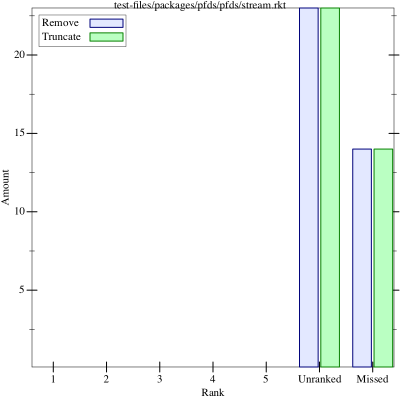 test-files/packages/pfds/pfds/stream.rkt
Remove
Truncate
20
15
10
5
Amount
1 2 3 4 5 Unranked Missed
Rank